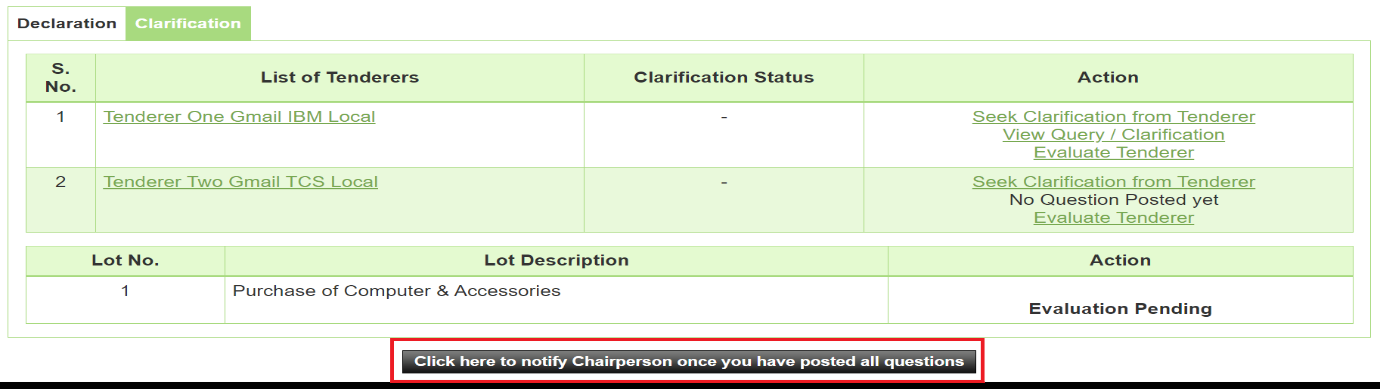 Declaration Clarification
S. No. List of Tenderers Clarification Status Action
1 Tenderer One Gmail IBM Local - Seek Clarification from Tenderer
View Query / Clarification
Evaluate Tenderer
2 Tenderer Two Gmail TCS Local - Seek Clarification from Tenderer
No Question Posted yet
Evaluate Tenderer
Lot No. Lot Description Action
1 Purchase of Computer & Accessories
Evaluation Pending
Click here to notify Chairperson once you have posted all questions